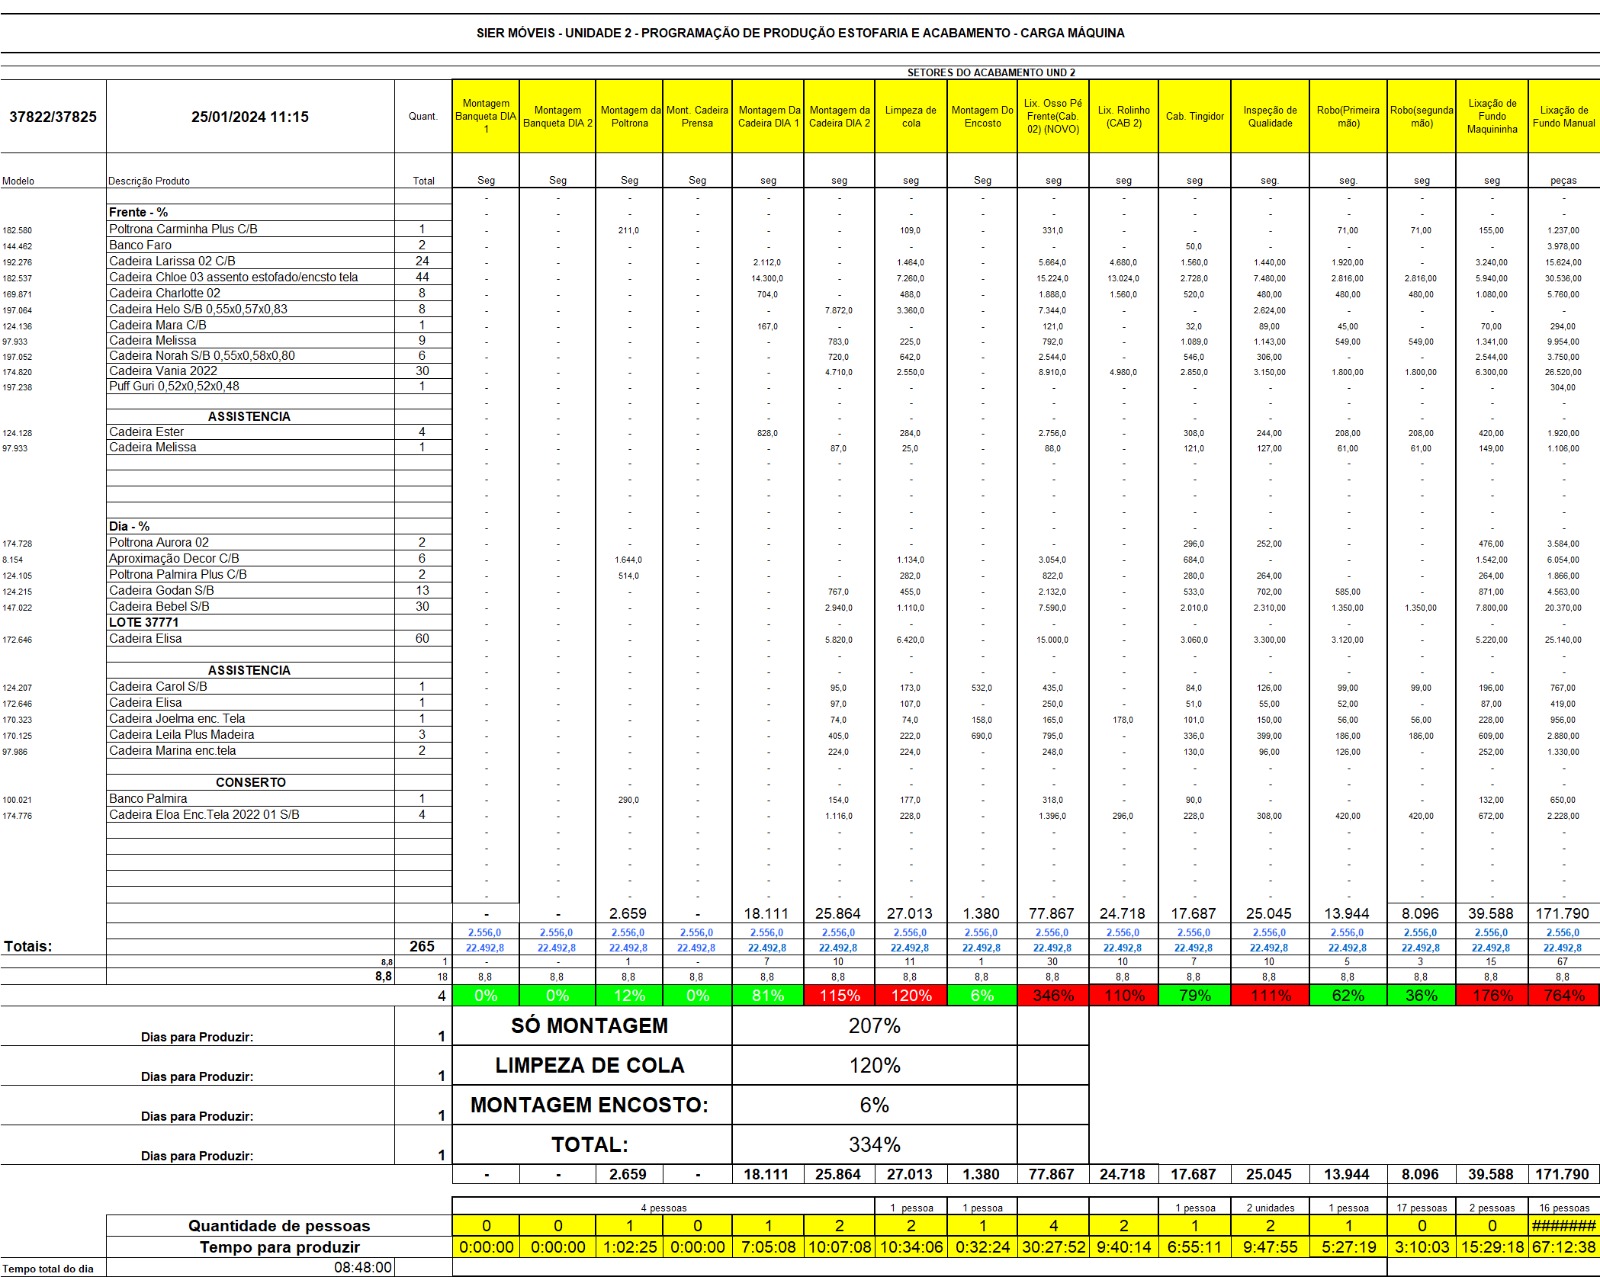 SIER MÓVEIS - UNIDADE 2 - PROGRAMAÇÃO DE PRODUÇÃO ESTOFARIA E ACABAMENTO - CARGA MÁQUINA
SETORES DO ACABAMENTO UND 2
37822/37825 25/01/2024 11:15 Quant. Montagem Banqueta DIA 1 Montagem Banqueta DIA 2 Montagem da Poltrona Mont. Cadeira Prensa Montagem Da Cadeira DIA 1 Montagem da Cadeira DIA 2 Limpeza de cola Montagem Do Encosto Lix. Osso Pé Frente(Cab. 02) (NOVO) Lix. Rolinho (CAB 2) Cab. Tingidor Inspeção de Qualidade Robo(Primeira mão) Robo(segunda mão) Lixação de Fundo Maquininha Lixação de Fundo Manual
Modelo Descrição Produto Total Seg Seg Seg Seg seg seg seg Seg seg seg seg seg. seg. seg seg peças
- - - - - - - - - - - - - - - -
Frente - % - - - - - - - - - - - - - - - -
182.580 Poltrona Carminha Plus C/B 1 - - 211,0 - - - 109,0 - 331,0 - - - 71,00 71,00 155,00 1.237,00
144.462 Banco Faro 2 - - - - - - - - - - 50,0 - - - - 3.978,00
192.276 Cadeira Larissa 02 C/B 24 - - - - 2.112,0 - 1.464,0 - 5.664,0 4.680,0 1.560,0 1.440,00 1.920,00 - 3.240,00 15.624,00
182.537 Cadeira Chloe 03 assento estofado/encsto tela 44 - - - - 14.300,0 - 7.260,0 - 15.224,0 13.024,0 2.728,0 7.480,00 2.816,00 2.816,00 5.940,00 30.536,00
169.871 Cadeira Charlotte 02 8 - - - - 704,0 - 488,0 - 1.888,0 1.560,0 520,0 480,00 480,00 480,00 1.080,00 5.760,00
197.064 Cadeira Helo S/B 0,55x0,57x0,83 8 - - - - - 7.872,0 3.360,0 - 7.344,0 - - 2.624,00 - - - -
124.136 Cadeira Mara C/B 1 - - - - 167,0 - - - 121,0 - 32,0 89,00 45,00 - 70,00 294,00
97.933 Cadeira Melissa 9 - - - - - 783,0 225,0 - 792,0 - 1.089,0 1.143,00 549,00 549,00 1.341,00 9.954,00
197.052 Cadeira Norah S/B 0,55x0,58x0,80 6 - - - - - 720,0 642,0 - 2.544,0 - 546,0 306,00 - - 2.544,00 3.750,00
174.820 Cadeira Vania 2022 30 - - - - - 4.710,0 2.550,0 - 8.910,0 4.980,0 2.850,0 3.150,00 1.800,00 1.800,00 6.300,00 26.520,00
197.238 Puff Guri 0,52x0,52x0,48 1 - - - - - - - - - - - - - - - 304,00
- - - - - - - - - - - - - - - -
ASSISTENCIA - - - - - - - - - - - - - - - -
124.128 Cadeira Ester 4 - - - - 828,0 - 284,0 - 2.756,0 - 308,0 244,00 208,00 208,00 420,00 1.920,00
97.933 Cadeira Melissa 1 - - - - - 87,0 25,0 - 88,0 - 121,0 127,00 61,00 61,00 149,00 1.106,00
- - - - - - - - - - - - - - - -
- - - - - - - - - - - - - - - -
- - - - - - - - - - - - - - - -
- - - - - - - - - - - - - - - -
Dia - % - - - - - - - - - - - - - - - -
174.728 Poltrona Aurora 02 2 - - - - - - - - - - 296,0 252,00 - - 476,00 3.584,00
8.154 Aproximação Decor C/B 6 - - 1.644,0 - - - 1.134,0 - 3.054,0 - 684,0 - - - 1.542,00 6.054,00
124.105 Poltrona Palmira Plus C/B 2 - - 514,0 - - - 282,0 - 822,0 - 280,0 264,00 - - 264,00 1.866,00
124.215 Cadeira Godan S/B 13 - - - - - 767,0 455,0 - 2.132,0 - 533,0 702,00 585,00 - 871,00 4.563,00
147.022 Cadeira Bebel S/B 30 - - - - - 2.940,0 1.110,0 - 7.590,0 - 2.010,0 2.310,00 1.350,00 1.350,00 7.800,00 20.370,00
LOTE 37771 - - - - - - - - - - - - - - - -
172.646 Cadeira Elisa 60 - - - - - 5.820,0 6.420,0 - 15.000,0 - 3.060,0 3.300,00 3.120,00 - 5.220,00 25.140,00
- - - - - - - - - - - - - - - -
ASSISTENCIA - - - - - - - - - - - - - - - -
124.207 Cadeira Carol S/B 1 - - - - - 95,0 173,0 532,0 435,0 - 84,0 126,00 99,00 99,00 196,00 767,00
172.646 Cadeira Elisa 1 - - - - - 97,0 107,0 - 250,0 - 51,0 55,00 52,00 - 87,00 419,00
170.323 Cadeira Joelma enc. Tela 1 - - - - - 74,0 74,0 158,0 165,0 178,0 101,0 150,00 56,00 56,00 228,00 956,00
170.125 Cadeira Leila Plus Madeira 3 - - - - - 405,0 222,0 690,0 795,0 - 336,0 399,00 186,00 186,00 609,00 2.880,00
97.986 Cadeira Marina enc.tela 2 - - - - - 224,0 224,0 - 248,0 - 130,0 96,00 126,00 - 252,00 1.330,00
- - - - - - - - - - - - - - - -
CONSERTO - - - - - - - - - - - - - - - -
100.021 Banco Palmira 1 - - 290,0 - - 154,0 177,0 - 318,0 - 90,0 - - - 132,00 650,00
174.776 Cadeira Eloa Enc.Tela 2022 01 S/B 4 - - - - - 1.116,0 228,0 - 1.396,0 296,0 228,0 308,00 420,00 420,00 672,00 2.228,00
- - - - - - - - - - - - - - - -
- - - - - - - - - - - - - - - -
- - - - - - - - - - - - - - - -
- - - - - - - - - - - - - - - -
- - - - - - - - - - - - - - - -
- - 2.659 - 18.111 25.864 27.013 1.380 77.867 24.718 17.687 25.045 13.944 8.096 39.588 171.790
2.556,0 2.556,0 2.556,0 2.556,0 2.556,0 2.556,0 2.556,0 2.556,0 2.556,0 2.556,0 2.556,0 2.556,0 2.556,0 2.556,0 2.556,0 2.556,0
Totais: 265 22.492,8 22.492,8 22.492,8 22.492,8 22.492,8 22.492,8 22.492,8 22.492,8 22.492,8 22.492,8 22.492,8 22.492,8 22.492,8 22.492,8 22.492,8 22.492,8
8,8 1 - - 1 - 7 10 11 1 30 10 7 10 5 3 15 67
8,8 18 8,8 8,8 8,8 8,8 8,8 8,8 8,8 8,8 8,8 8,8 8,8 8,8 8,8 8,8 8,8 8,8
4 0% 0% 12% 0% 81% 115% 120% 6% 346% 110% 79% 111% 62% 36% 176% 764%
Dias para Produzir: 1 SÓ MONTAGEM 207%
Dias para Produzir: 1 LIMPEZA DE COLA 120%
Dias para Produzir: 1 MONTAGEM ENCOSTO: 6%
Dias para Produzir: 1 TOTAL: 334%
- - 2.659 - 18.111 25.864 27.013 1.380 77.867 24.718 17.687 25.045 13.944 8.096 39.588 171.790
4 pessoas 1 pessoa 1 pessoa 1 pessoa 2 unidades 1 pessoa 17 pessoas 2 pessoas 16 pessoas
Quantidade de pessoas 0 0 1 0 1 2 2 1 4 2 1 2 1 0 0 #######
Tempo para produzir 0:00:00 0:00:00 1:02:25 0:00:00 7:05:08 10:07:08 10:34:06 0:32:24 30:27:52 9:40:14 6:55:11 9:47:55 5:27:19 3:10:03 15:29:18 67:12:38
Tempo total do dia 08:48:00